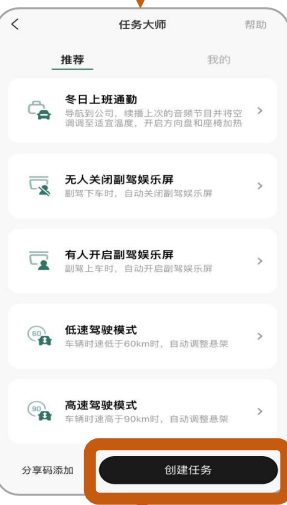 任务大师
帮助
推荐
我的
冬日上班通勤
导航到公司，续播上次的音频节目并将空
调调至适宜温度，开启方向盘和座椅加热
无人关闭副驾娱乐屏
副驾下车时，自动关闭副驾娱乐屏
有人开启副驾娱乐屏
副驾上车时，自动开启副驾娱乐屏
60
低速驾驶模式
车辆时速低于60km时，自动调整悬架
90
高速驾驶模式
车辆时速高于90km时，自动调整悬架
分享码添加
创建任务